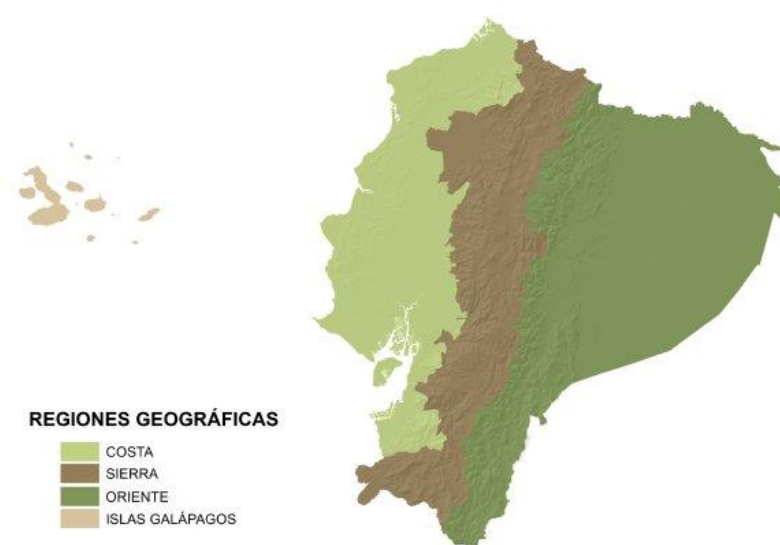 REGIONES GEOGRÁFICAS
COSTA
SIERRA
ORIENTE
ISLAS GALÁPAGOS